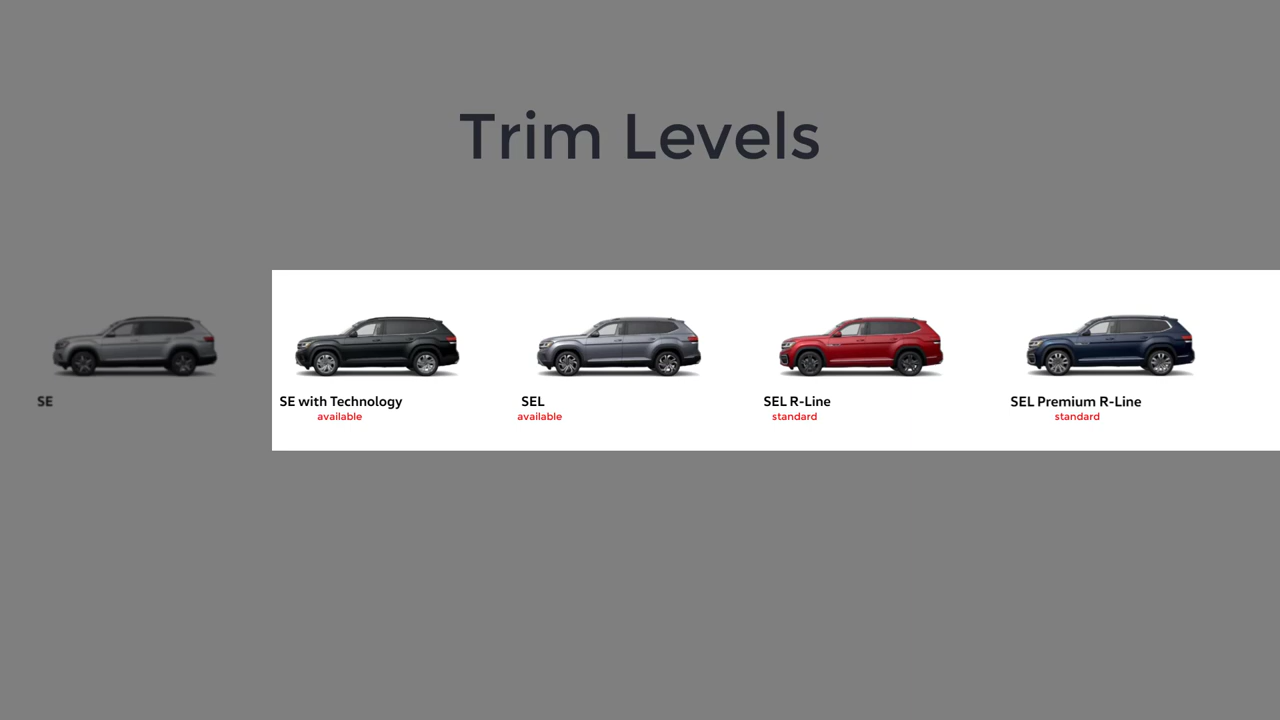 Trim Levels
SE
SE with Technology
available
SEL
available
SEL R-Line
standard
SEL Premium R-Line
standard